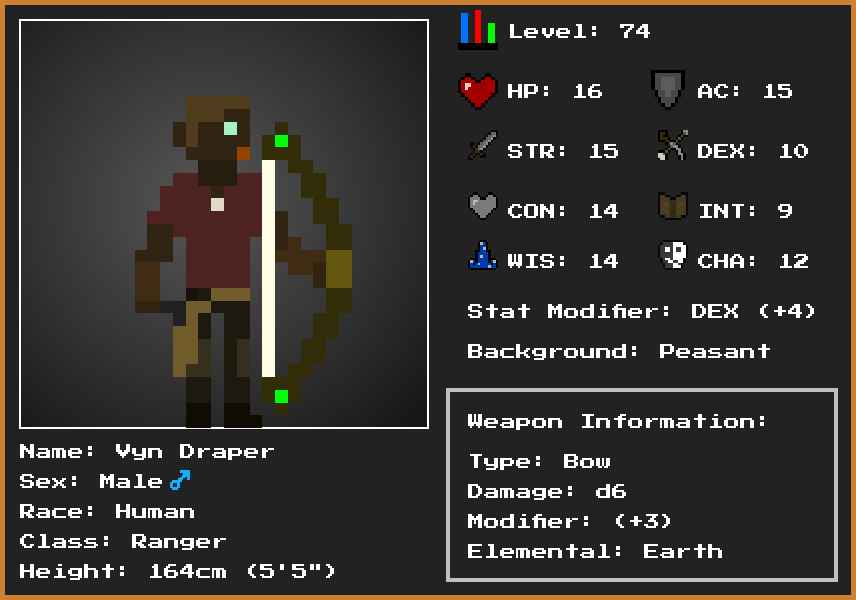 Level: 74
HP: 16 AC: 15
STR: 15 DEX: 10
CON: 14 INT: 9
WIS: 14 CHA: 12
Stat Modifier: DEX (+4)
Background: Peasant
Weapon Information:
Type: Bow
Damage: d6
Modifier: (+3)
Elemental: Earth
Name: Vyn Draper
Sex: Male ♂
Race: Human
Class: Ranger
Height: 164cm (5'5")